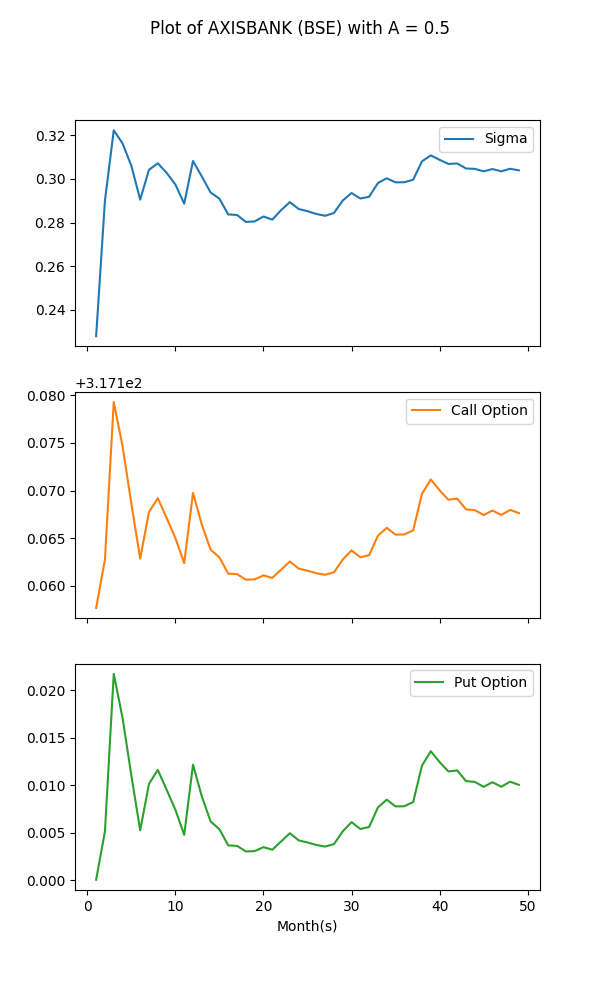 Plot of AXISBANK (BSE) with A = 0.5
0.32
0.30
0.28
0.26
0.24
Sigma
+3.171e2
0.080
0.075
0.070
0.065
0.060
Call Option
0.020
0.015
0.010
0.005
0.000
Put Option
0 10 20 30 40 50
Month(s)